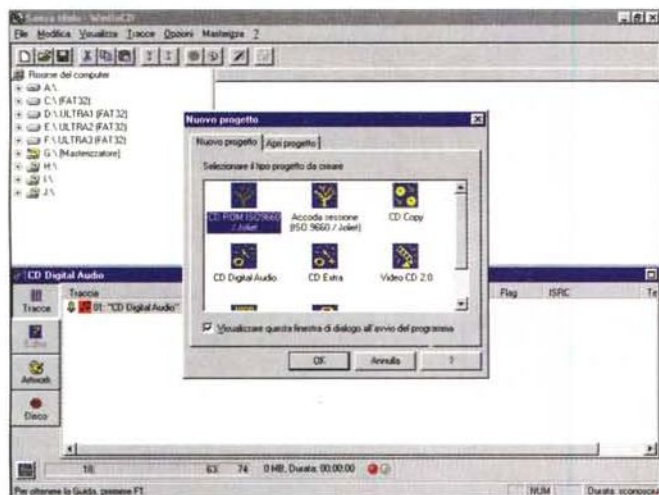 Senza titolo - WinOnCD
File Modifica Visualizza Tracce Opzioni Masterizza ?
Risorse del computer
A:\
C:\ (FAT32)
D:\ ULTRA1 (FAT32)
E:\ ULTRA2 (FAT32)
F:\ ULTRA3 (FAT32)
G:\ (Masterizzatore)
H:\
I:\
J:\
Nuovo progetto
Nuovo progetto Apri progetto
Selezionare il tipo progetto da creare
CD-ROM ISO9660 / Joliet
Accoda sessione (ISO 9660 / Joliet)
CD Copy
CD Digital Audio
CD Extra
Video CD 2.0
Visualizzare questa finestra di dialogo all'avvio del programma
OK Annulla ?
CD Digital Audio
Traccia Flag ISRC Te
01: "CD Digital Audio"
Tracce
Extra
Artwork
Disco
18 63 74 0 MB, Durata: 00:00:00
Per ottenere la Guida, premere F1 NUM Durata: sconosciu